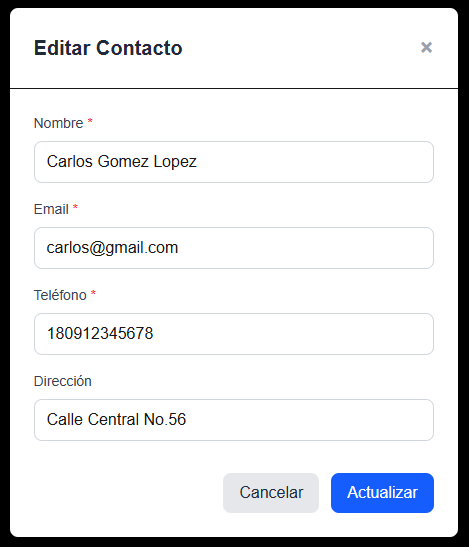 Editar Contacto ×
Nombre *
Carlos Gomez Lopez
Email *
carlos@gmail.com
Teléfono *
180912345678
Dirección
Calle Central No.56
Cancelar Actualizar